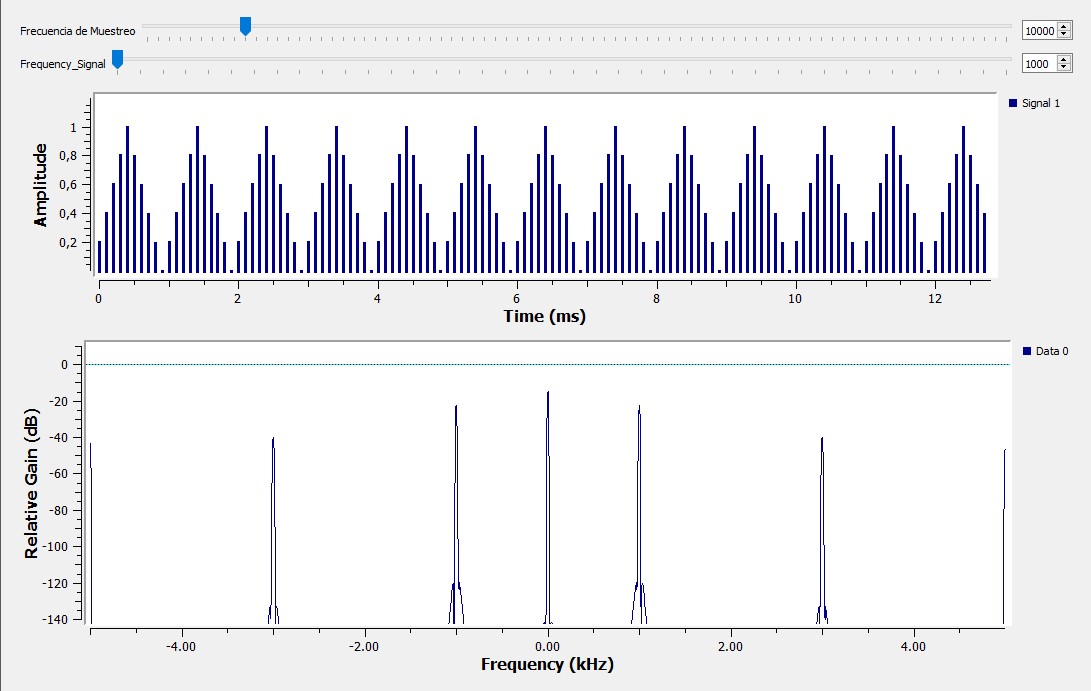 Frecuencia de Muestreo 10000
Frequency_Signal 1000
Signal 1
Amplitude
1
0,8
0,6
0,4
0,2
0 2 4 6 8 10 12
Time (ms)
Data 0
Relative Gain (dB)
0
-20
-40
-60
-80
-100
-120
-140
-4.00 -2.00 0.00 2.00 4.00
Frequency (kHz)